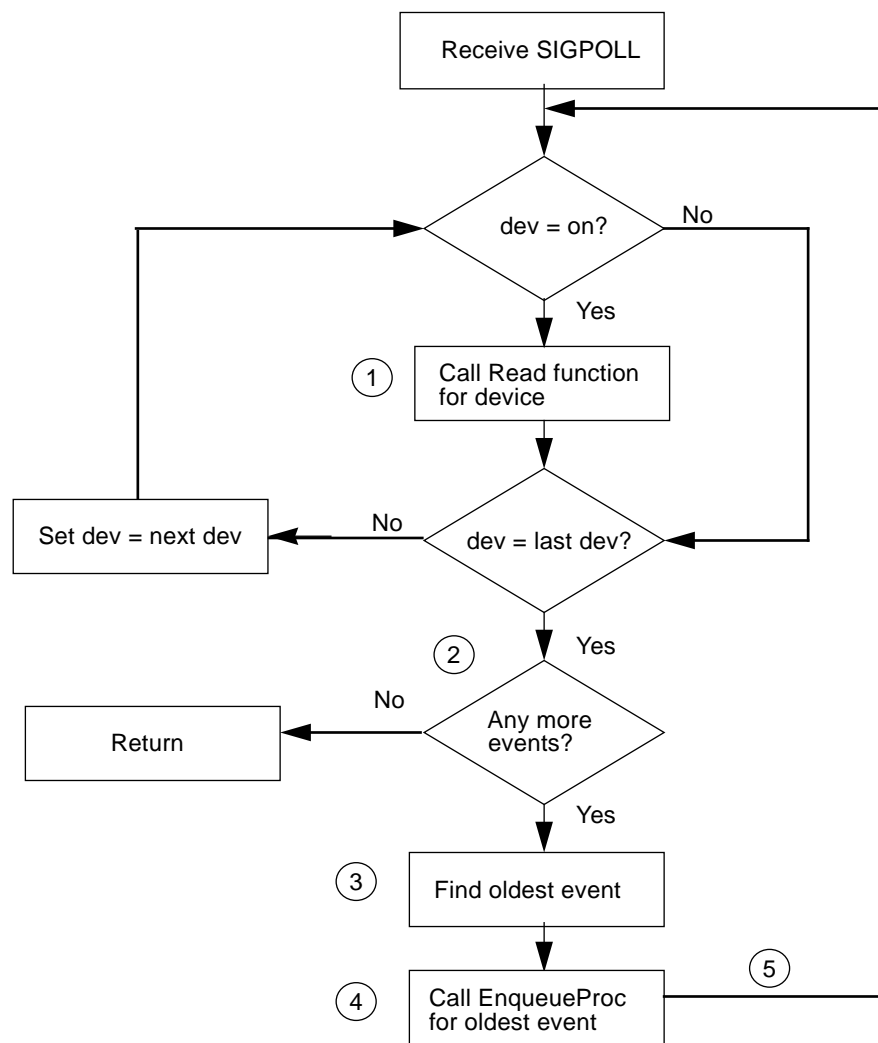 Receive SIGPOLL
dev = on?
No
Yes
1
Call Read function
for device
Set dev = next dev
No
dev = last dev?
2
Yes
No
Return
Any more
events?
Yes
3
Find oldest event
5
4
Call EnqueueProc
for oldest event